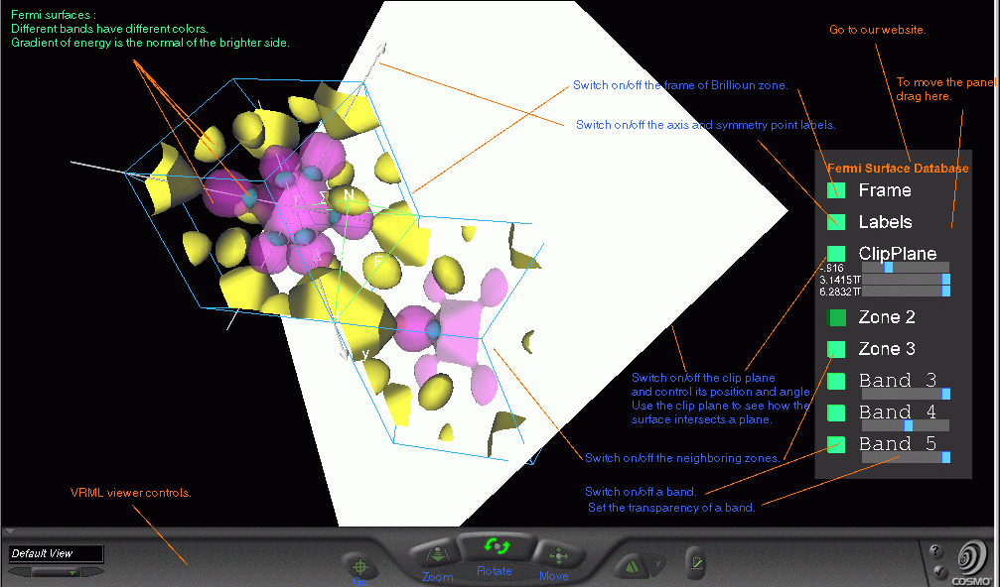 Fermi surfaces :
Different bands have different colors.
Gradient of energy is the normal of the brighter side.
Go to our website.
To move the panel
drag here.
Switch on/off the frame of Brillioun zone.
Switch on/off the axis and symmetry point labels.
Fermi Surface Database
Frame
Labels
ClipPlane
-.816
3.1415π
6.2832π
Zone 2
Zone 3
Band 3
Band 4
Band 5
N
y
Switch on/off the clip plane
and control its position and angle.
Use the clip plane to see how the
surface intersects a plane.
Switch on/off the neighboring zones.
Switch on/off a band.
Set the transparency of a band.
VRML viewer controls.
Default View
Go
Zoom
Rotate
Move
?
COSMO